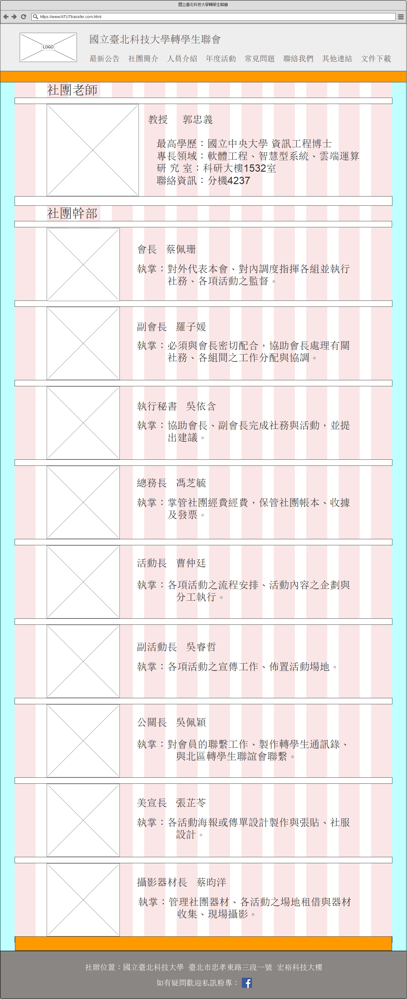 國立臺北科技大學轉學生聯會
https://www.NTUTtransfer.com.html
LOGO
國立臺北科技大學轉學生聯會
最新公告 社團簡介 人員介紹 年度活動 常見問題 聯絡我們 其他連結 文件下載
社團老師
教授 郭忠義
最高學歷：國立中央大學 資訊工程博士
專長領域：軟體工程、智慧型系統、雲端運算
研 究 室：科研大樓1532室
聯絡資訊：分機4237
社團幹部
會長 蔡佩珊
執掌：對外代表本會、對內調度指揮各組並執行
社務、各項活動之監督。
副會長 羅子媛
執掌：必須與會長密切配合，協助會長處理有關
社務、各組間之工作分配與協調。
執行秘書 吳依含
執掌：協助會長、副會長完成社務與活動，並提
出建議。
總務長 馮芝毓
執掌：掌管社團經費經費，保管社團帳本、收據
及發票。
活動長 曹仲廷
執掌：各項活動之流程安排、活動內容之企劃與
分工執行。
副活動長 吳睿哲
執掌：各項活動之宣傳工作、佈置活動場地。
公關長 吳佩穎
執掌：對會員的聯繫工作、製作轉學生通訊錄、
與北區轉學生聯誼會聯繫。
美宣長 張芷苓
執掌：各活動海報或傳單設計製作與張貼、社服
設計。
攝影器材長 蔡昀洋
執掌：管理社團器材、各活動之場地租借與器材
收集、現場攝影。
社辦位置：國立臺北科技大學 臺北市忠孝東路三段一號 宏裕科技大樓
如有疑問歡迎私訊粉專：